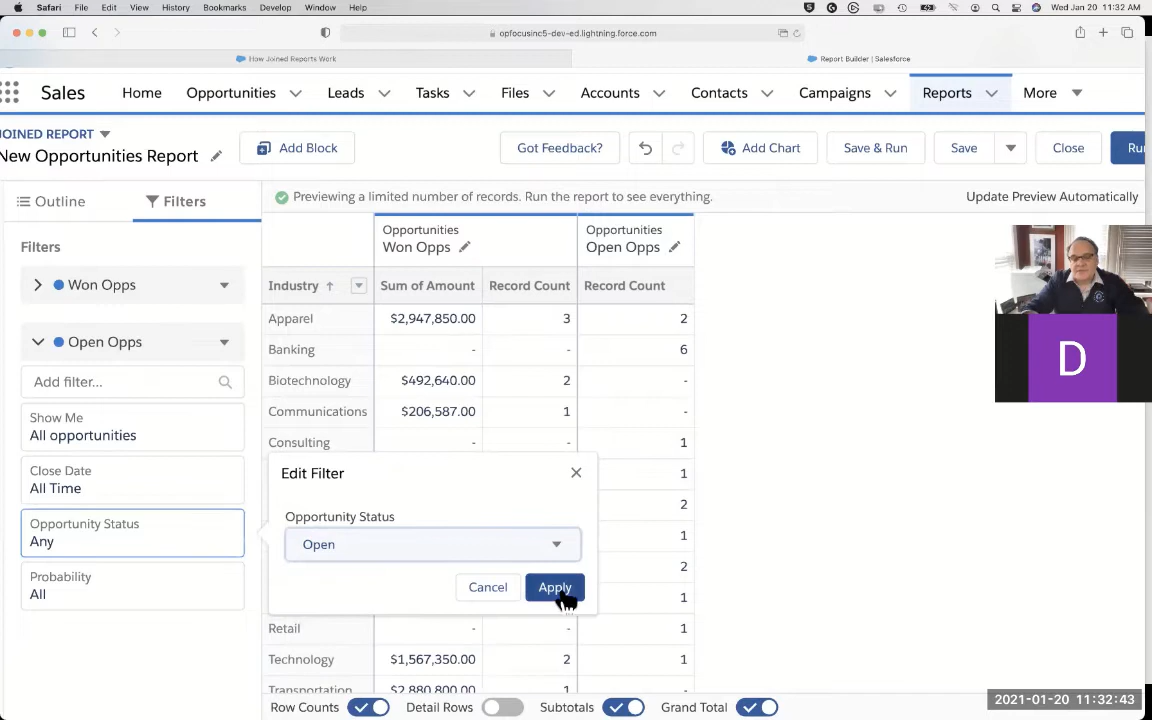 Safari File Edit View History Bookmarks Develop Window Help Wed Jan 20 11:32 AM
opfocusinc5-dev-ed.lightning.force.com
How Joined Reports Work Report Builder | Salesforce
Sales Home Opportunities Leads Tasks Files Accounts Contacts Campaigns Reports More
JOINED REPORT
New Opportunities Report
Add Block Got Feedback? Add Chart Save & Run Save Close Ru
Outline Filters
Previewing a limited number of records. Run the report to see everything. Update Preview Automatically
Filters
Won Opps
Open Opps
Add filter...
Show Me
All opportunities
Close Date
All Time
Opportunity Status
Any
Probability
All
Opportunities Opportunities
Won Opps Open Opps
Industry ↑ Sum of Amount Record Count Record Count
Apparel $2,947,850.00 3 2
Banking - - 6
Biotechnology $492,640.00 2 -
Communications $206,587.00 1 -
Consulting - - 1
1
2
1
2
1
Retail - - 1
Technology $1,567,350.00 2 1
Transportation $2,880,800.00 1 -
Edit Filter
Opportunity Status
Open
Cancel Apply
Row Counts Detail Rows Subtotals Grand Total
D
2021-01-20 11:32:43